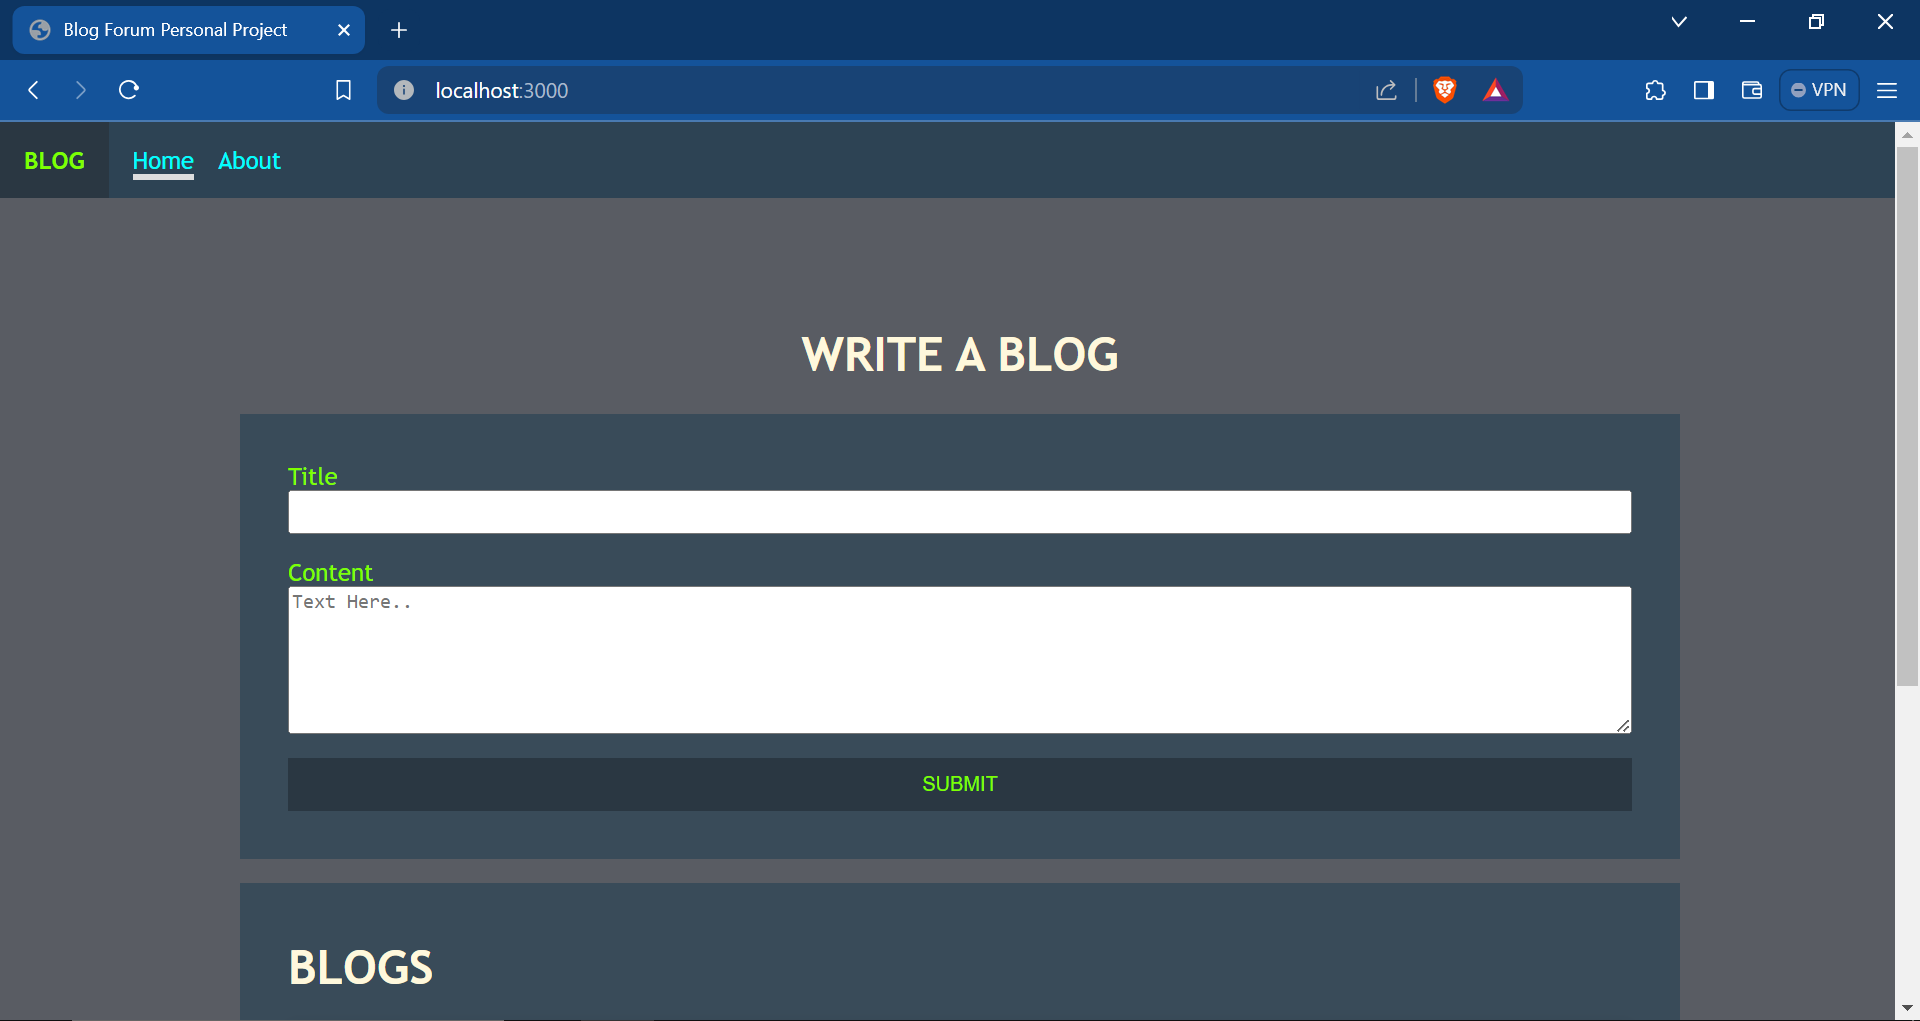 Blog Forum Personal Project
localhost:3000
VPN
BLOG Home About
WRITE A BLOG
Title
Content
Text Here..
SUBMIT
BLOGS